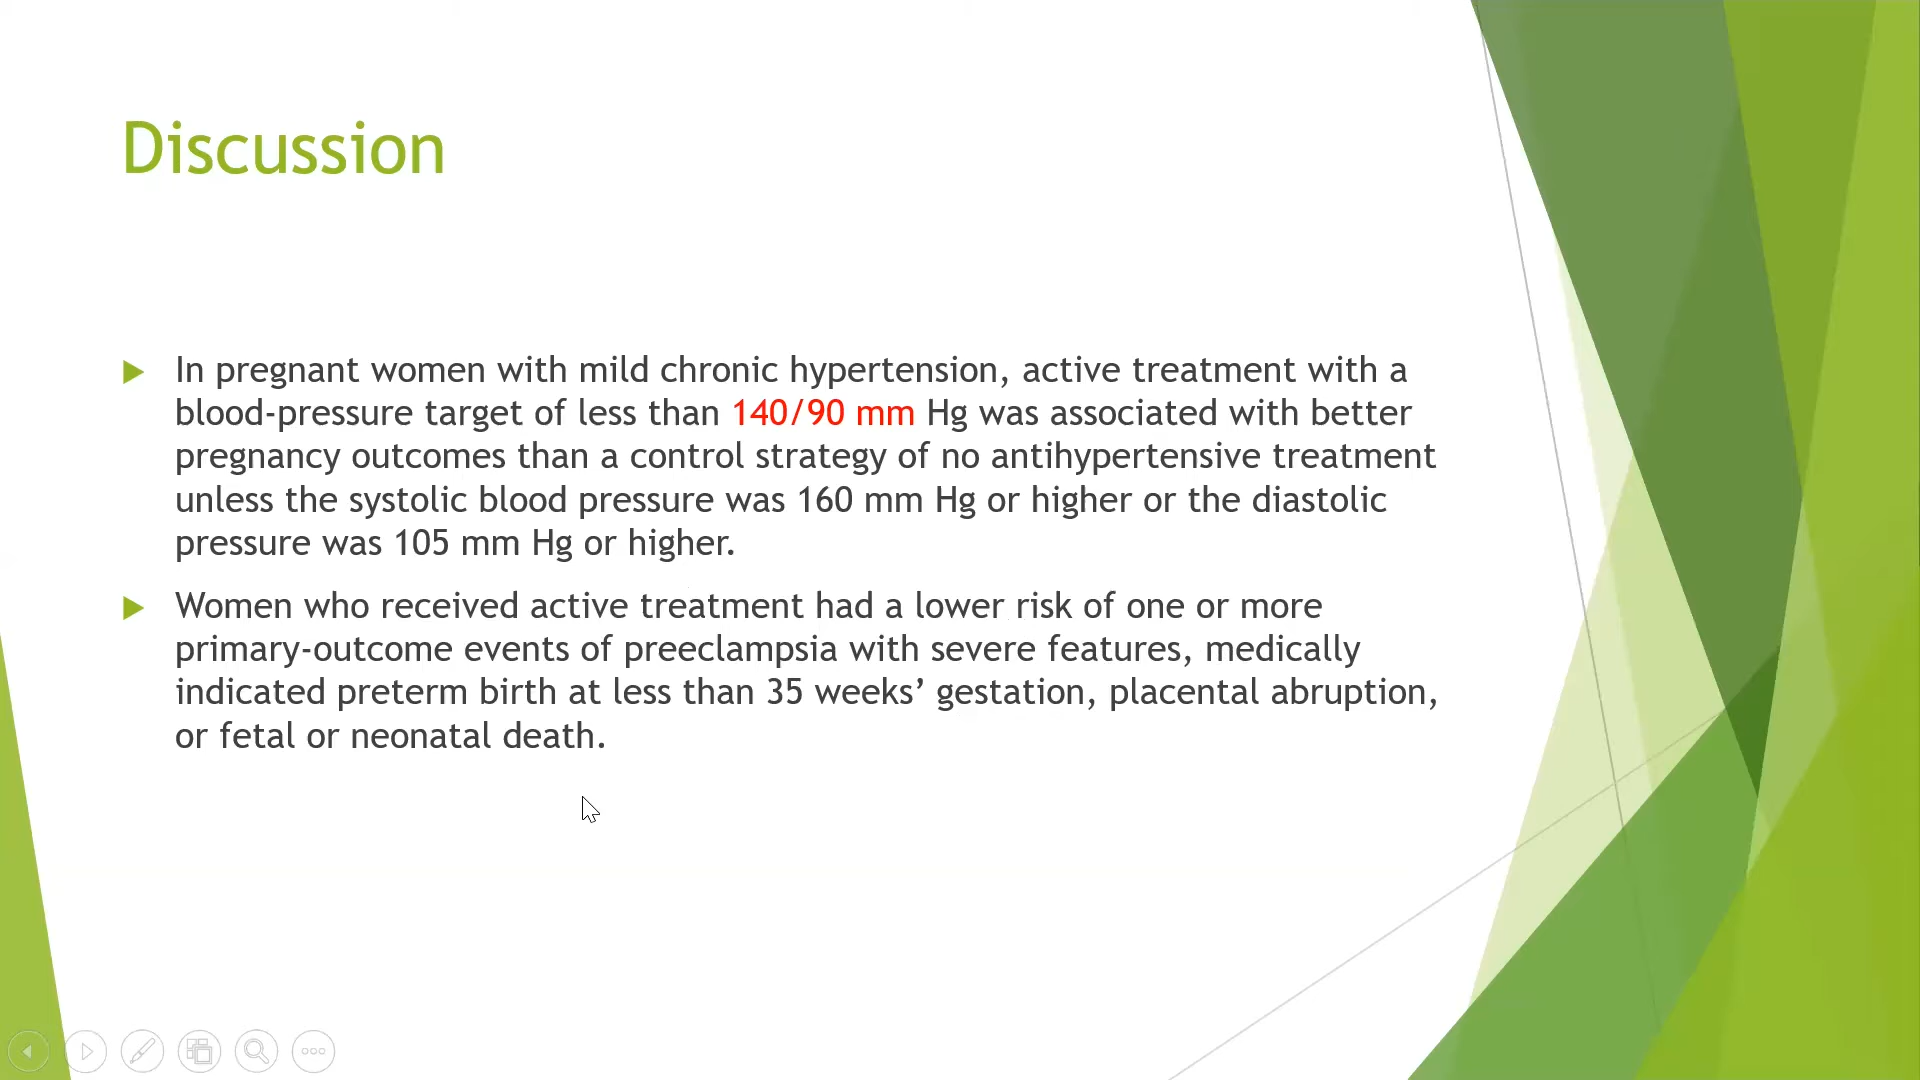 Discussion
In pregnant women with mild chronic hypertension, active treatment with a
blood-pressure target of less than 140/90 mm Hg was associated with better
pregnancy outcomes than a control strategy of no antihypertensive treatment
unless the systolic blood pressure was 160 mm Hg or higher or the diastolic
pressure was 105 mm Hg or higher.
Women who received active treatment had a lower risk of one or more
primary-outcome events of preeclampsia with severe features, medically
indicated preterm birth at less than 35 weeks’ gestation, placental abruption,
or fetal or neonatal death.